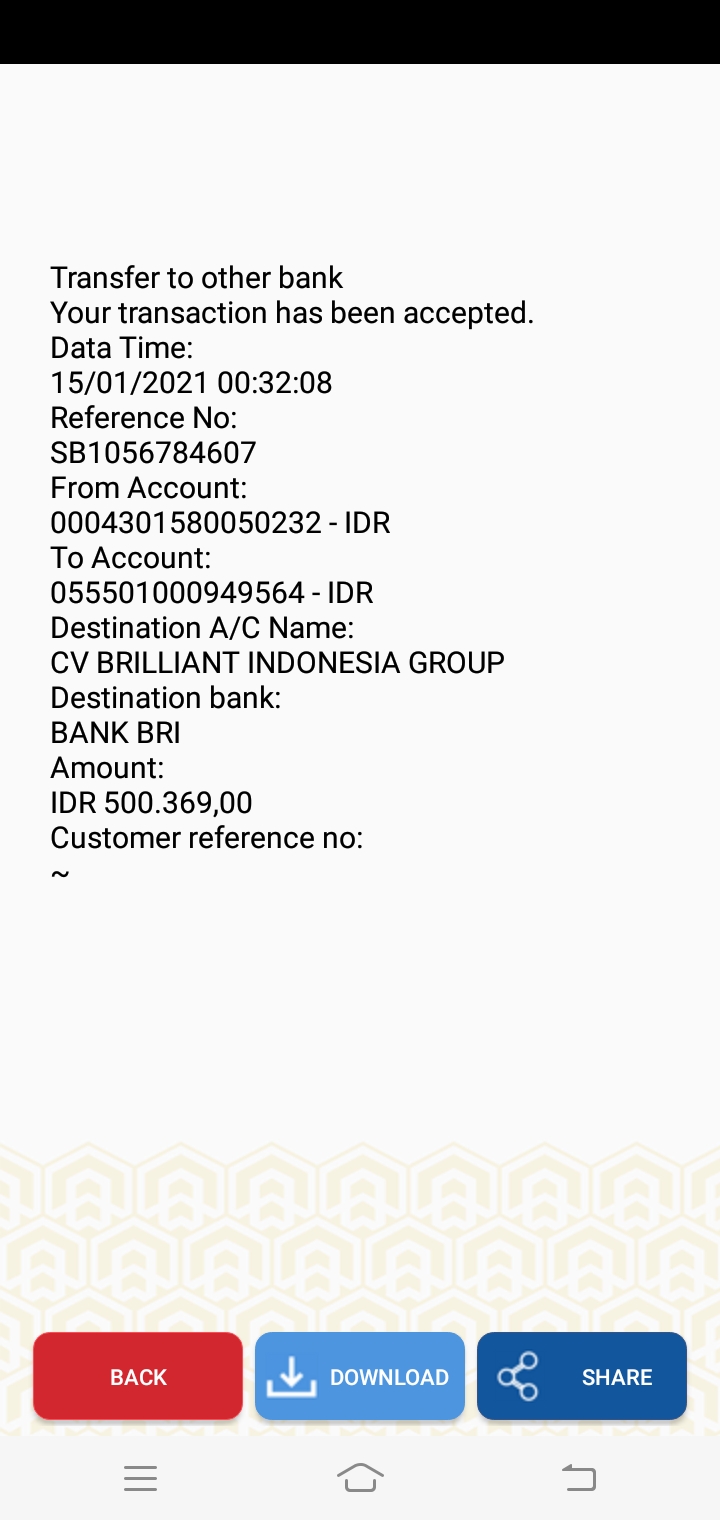 Transfer to other bank
Your transaction has been accepted.
Data Time:
15/01/2021 00:32:08
Reference No:
SB1056784607
From Account:
0004301580050232 - IDR
To Account:
055501000949564 - IDR
Destination A/C Name:
CV BRILLIANT INDONESIA GROUP
Destination bank:
BANK BRI
Amount:
IDR 500.369,00
Customer reference no:
~
BACK
DOWNLOAD
SHARE